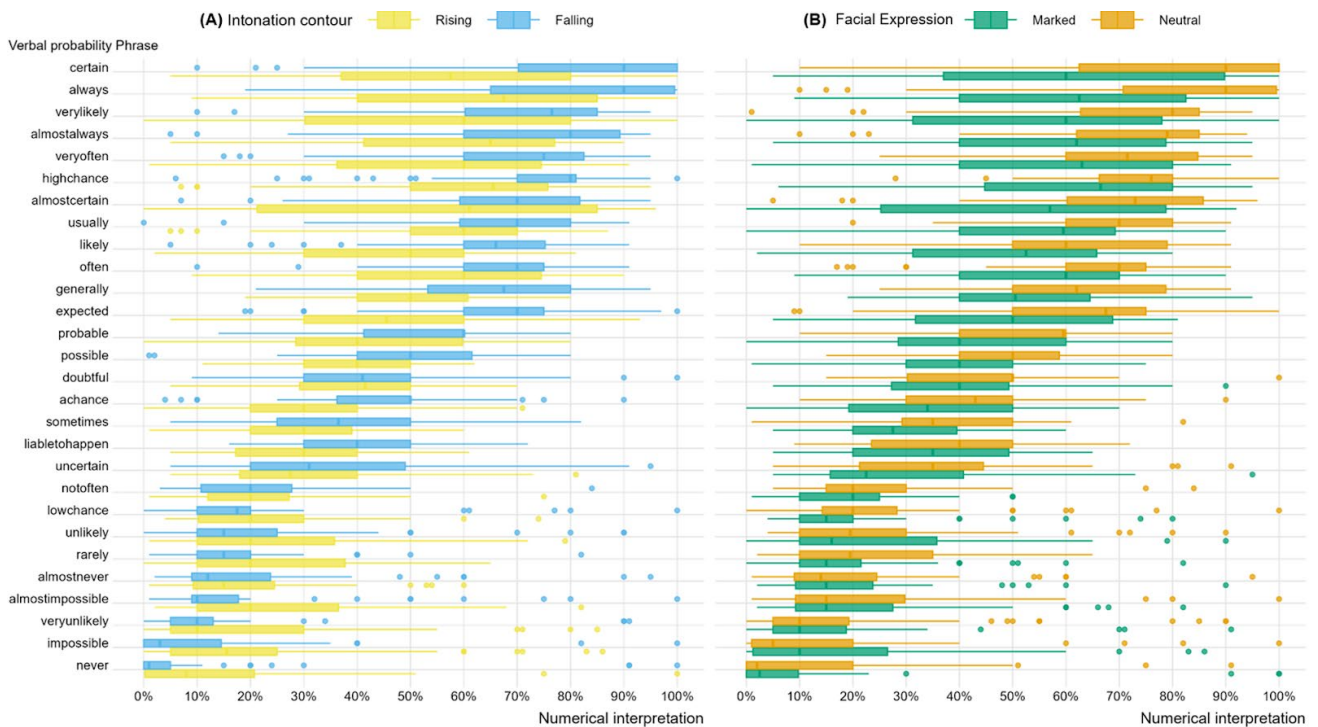 (A) Intonation contour Rising Falling (B) Facial Expression Marked Neutral
Verbal probability Phrase
certain
always
verylikely
almostalways
veryoften
highchance
almostcertain
usually
likely
often
generally
expected
probable
possible
doubtful
achance
sometimes
liabletohappen
uncertain
notoften
lowchance
unlikely
rarely
almostnever
almostimpossible
veryunlikely
impossible
never
0% 10% 20% 30% 40% 50% 60% 70% 80% 90% 100% 0% 10% 20% 30% 40% 50% 60% 70% 80% 90% 100%
Numerical interpretation Numerical interpretation